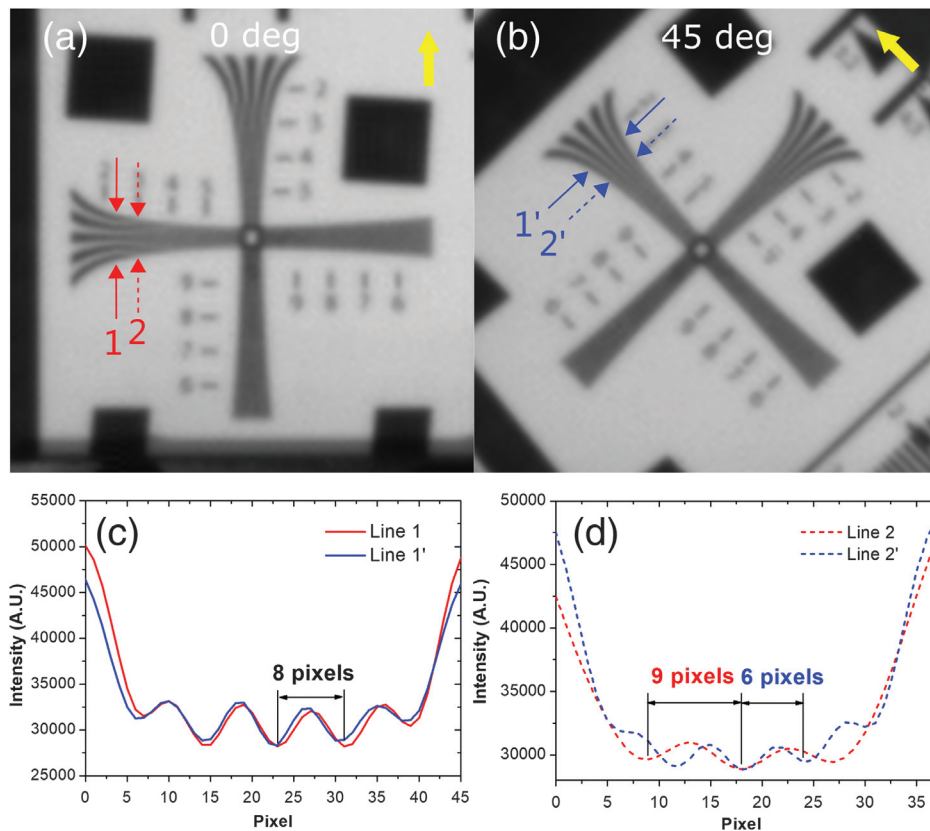 (a) 0 deg
(b) 45 deg
2
3
4
5
1
2
9
8
7
6
1'
2'
(c)
Line 1
Line 1'
8 pixels
Intensity (A.U.)
55000
50000
45000
40000
35000
30000
25000
0 5 10 15 20 25 30 35 40 45
Pixel
(d)
Line 2
Line 2'
9 pixels 6 pixels
Intensity (A.U.)
50000
45000
40000
35000
30000
0 5 10 15 20 25 30 35
Pixel